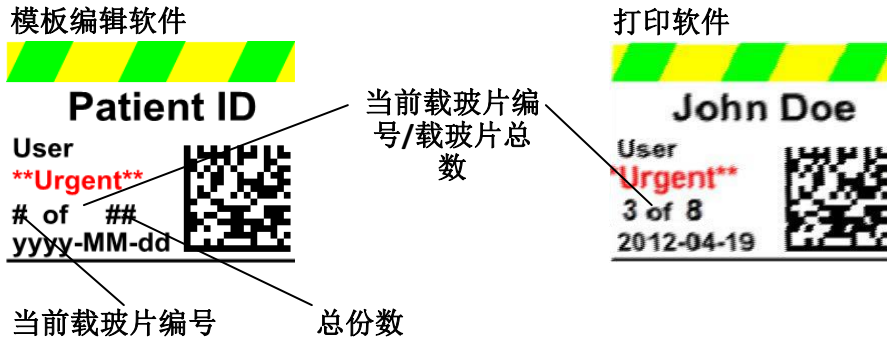 模板编辑软件
Patient ID
User
**Urgent**
# of ##
yyyy-MM-dd
当前载玻片编号
总份数
当前载玻片编
号/载玻片总
数
打印软件
John Doe
User
*Urgent**
3 of 8
2012-04-19